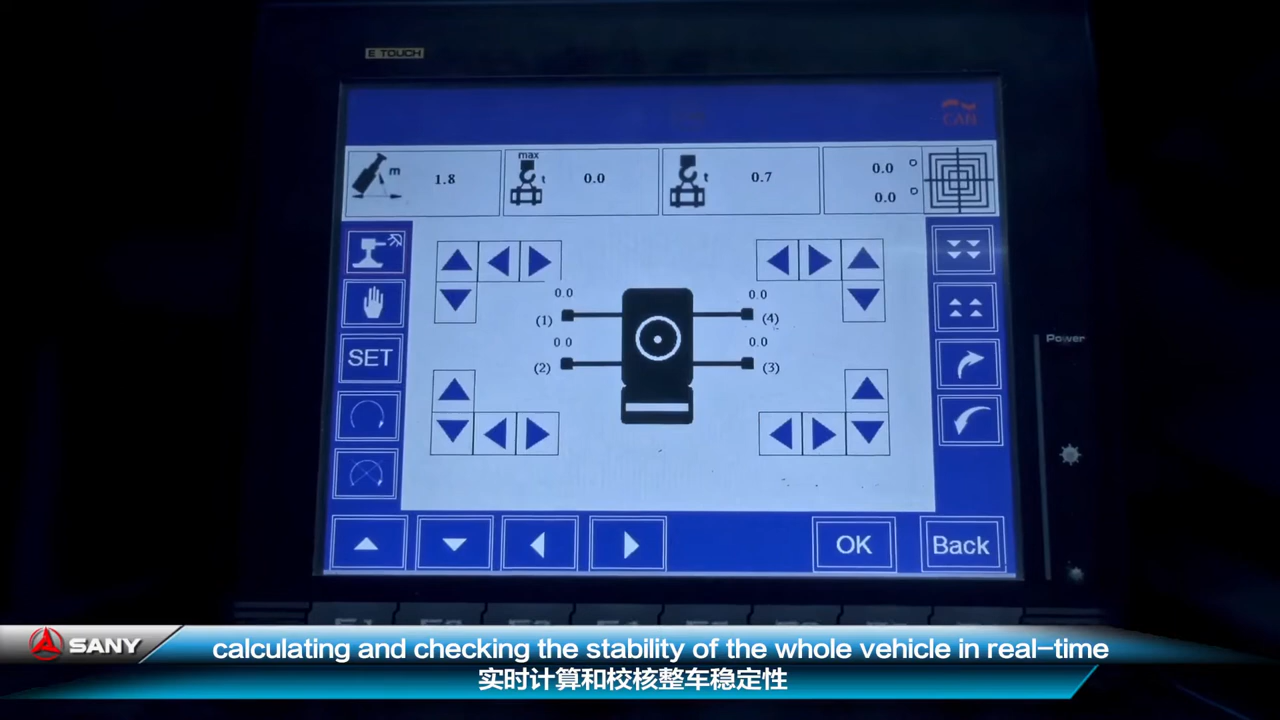 E TOUCH
CAN
m 1.8
max
t 0.0
t 0.7
0.0 °
0.0 °
SET
0.0
0.0
(1)
(4)
0.0
0.0
(2)
(3)
Power
OK
Back
SANY
calculating and checking the stability of the whole vehicle in real-time
实时计算和校核整车稳定性